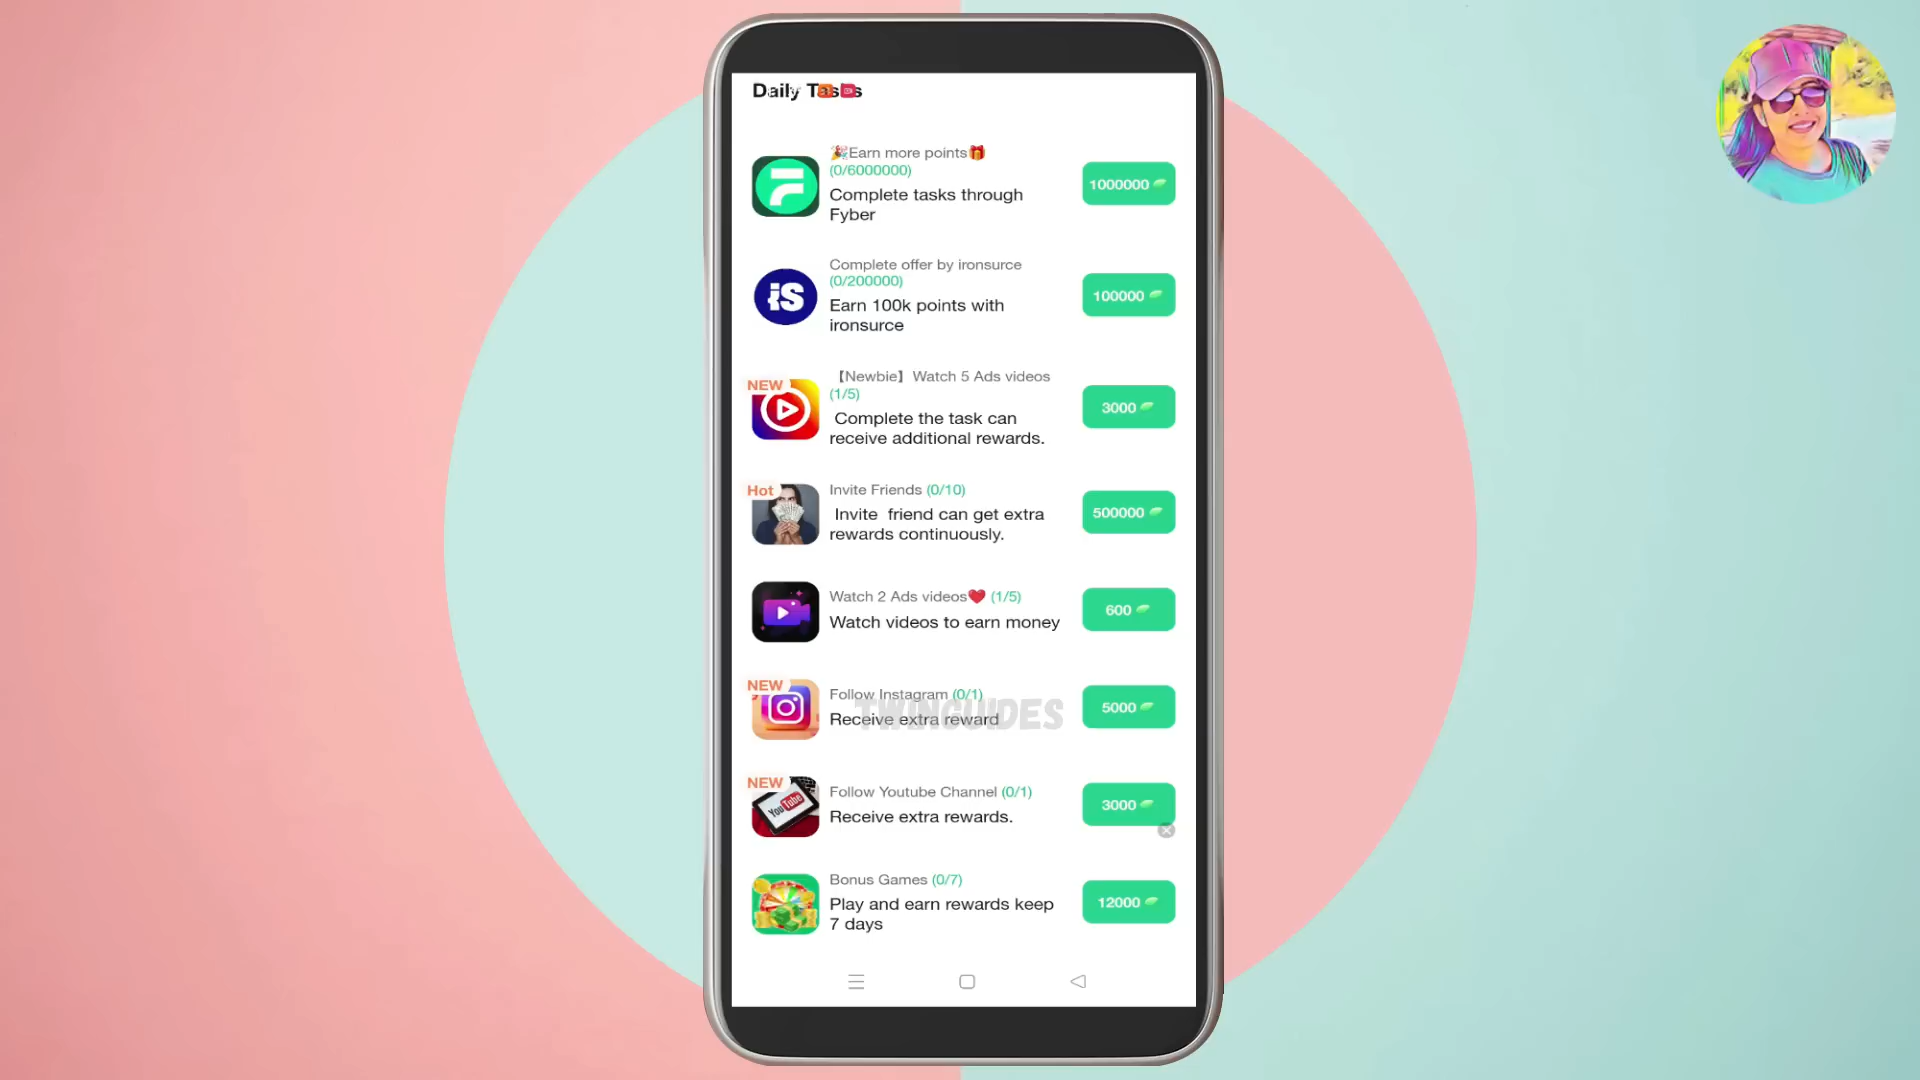 Daily Tasks
🎉Earn more points🎁
(0/6000000)
Complete tasks through
Fyber
1000000
Complete offer by ironsurce
(0/200000)
Earn 100k points with
ironsurce
100000
iS
NEW
【Newbie】Watch 5 Ads videos
(1/5)
Complete the task can
receive additional rewards.
3000
Hot
Invite Friends (0/10)
Invite friend can get extra
rewards continuously.
500000
Watch 2 Ads videos❤️ (1/5)
Watch videos to earn money
600
NEW
Follow Instagram (0/1)
Receive extra reward
5000
TWINGUIDES
NEW
Follow Youtube Channel (0/1)
Receive extra rewards.
3000
YouTube
Bonus Games (0/7)
Play and earn rewards keep
7 days
12000